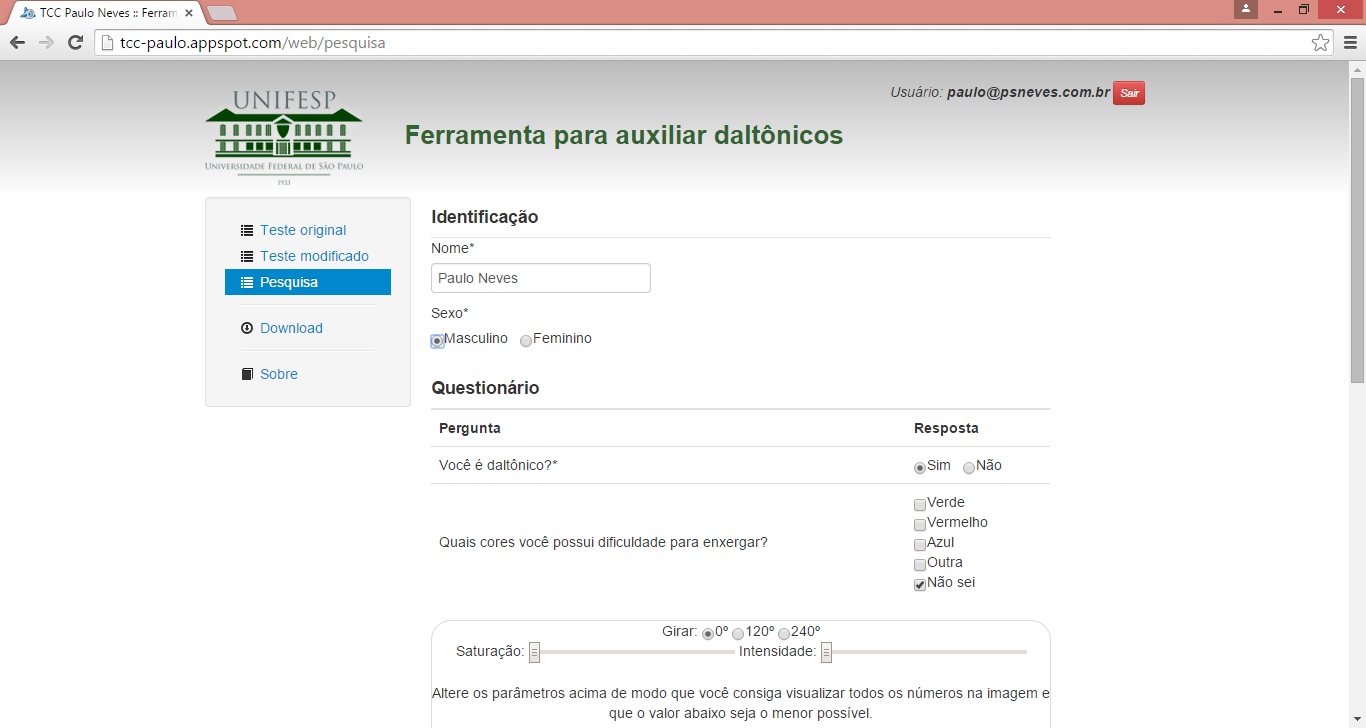 TCC Paulo Neves :: Ferram
tcc-paulo.appspot.com/web/pesquisa
UNIFESP
UNIVERSIDADE FEDERAL DE SÃO PAULO
1933
Usuário: paulo@psneves.com.br Sair
Ferramenta para auxiliar daltônicos
Teste original
Teste modificado
Pesquisa
Download
Sobre
Identificação
Nome*
Paulo Neves
Sexo*
Masculino Feminino
Questionário
Pergunta Resposta
Você é daltônico?* Sim Não
Quais cores você possui dificuldade para enxergar?
Verde
Vermelho
Azul
Outra
Não sei
Girar: 0º 120º 240º
Saturação: Intensidade:
Altere os parâmetros acima de modo que você consiga visualizar todos os números na imagem e
que o valor abaixo seja o menor possível.